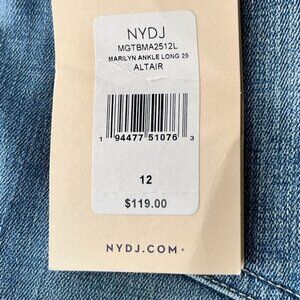 NYDJ
MGTBMA2512L
MARILYN ANKLE LONG 29
ALTAIR
1 94477 51076 3
12
$119.00
NYDJ.COM